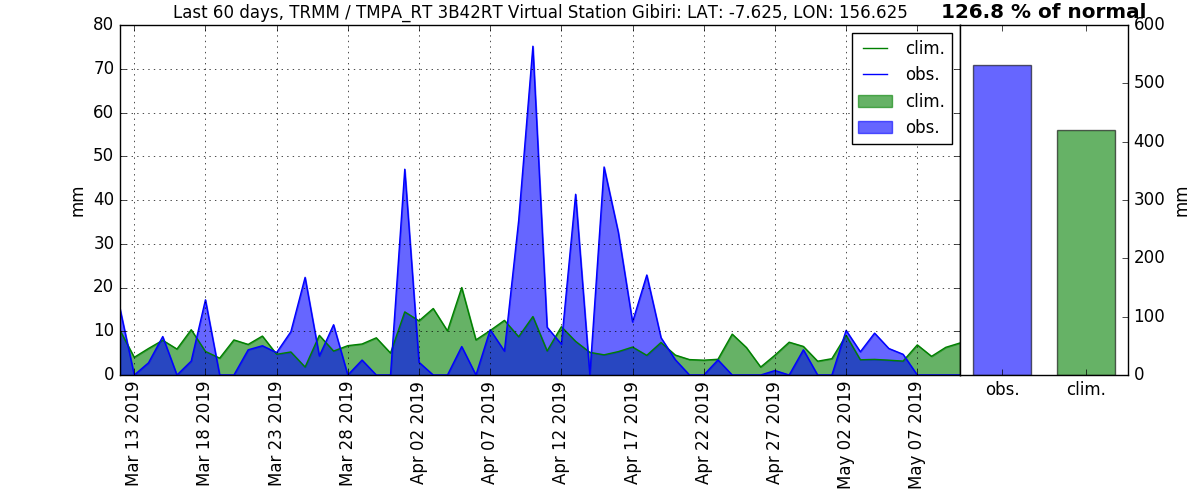 Last 60 days, TRMM / TMPA_RT 3B42RT Virtual Station Gibiri: LAT: -7.625, LON: 156.625
126.8 % of normal
80
70
60
50
40
30
20
10
0
mm
clim.
obs.
clim.
obs.
600
500
400
300
200
100
0
mm
Mar 13 2019
Mar 18 2019
Mar 23 2019
Mar 28 2019
Apr 02 2019
Apr 07 2019
Apr 12 2019
Apr 17 2019
Apr 22 2019
Apr 27 2019
May 02 2019
May 07 2019
obs.
clim.